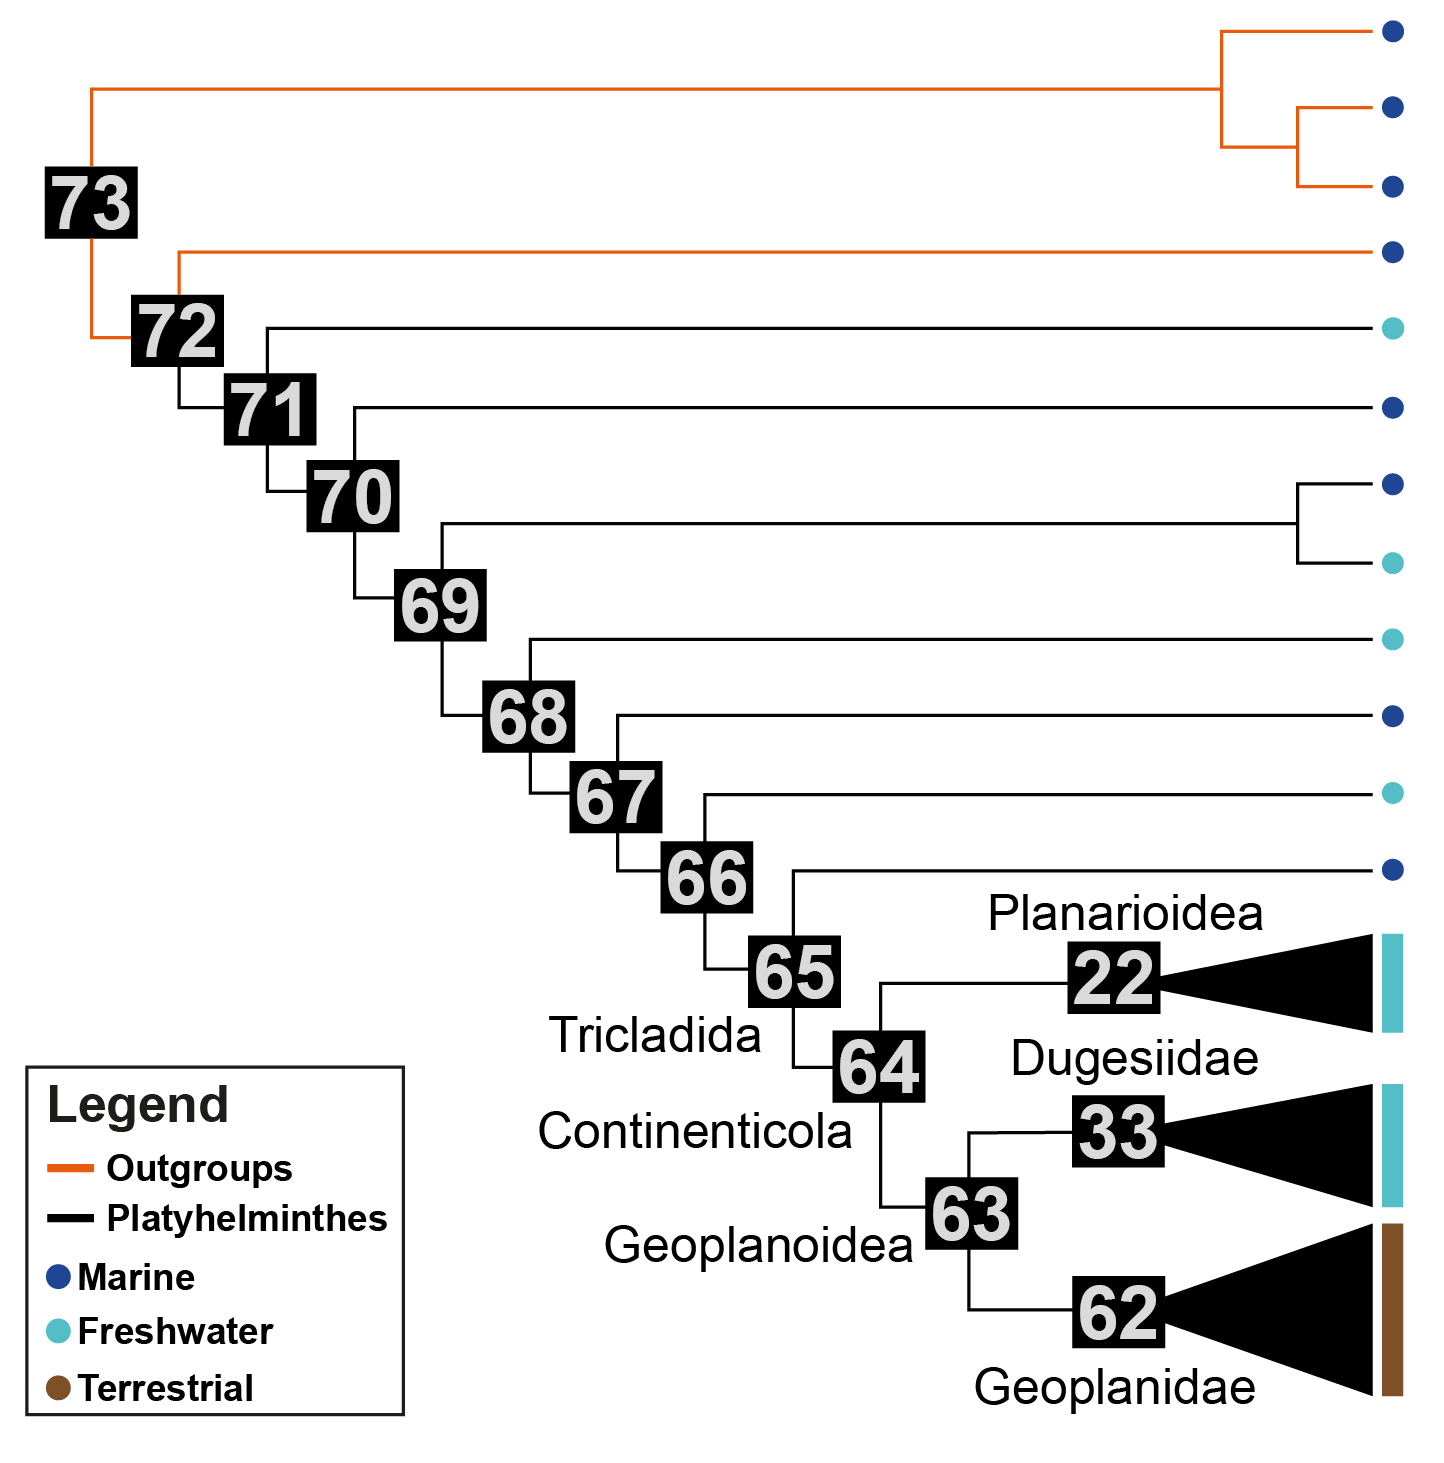 73
72
71
70
69
68
67
66
Planarioidea
65
22
Tricladida
64
Dugesiidae
Continenticola
33
63
Geoplanoidea
62
Geoplanidae
Legend
Outgroups
Platyhelminthes
Marine
Freshwater
Terrestrial